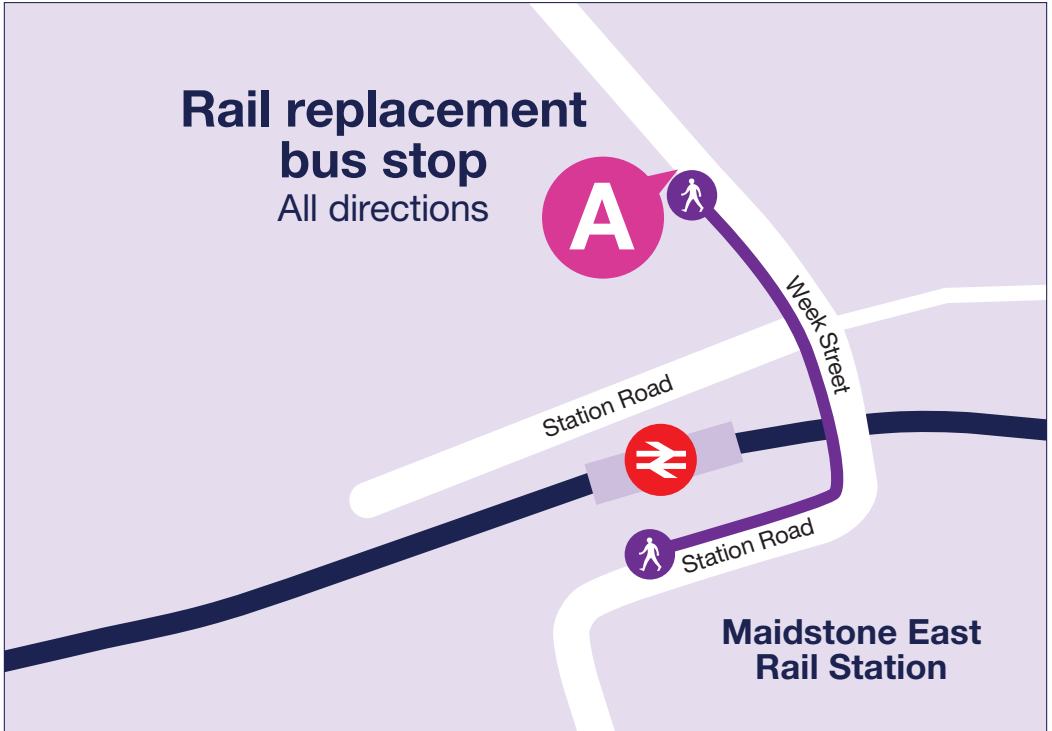 Rail replacement
bus stop
All directions
A
Week Street
Station Road
Station Road
Maidstone East
Rail Station